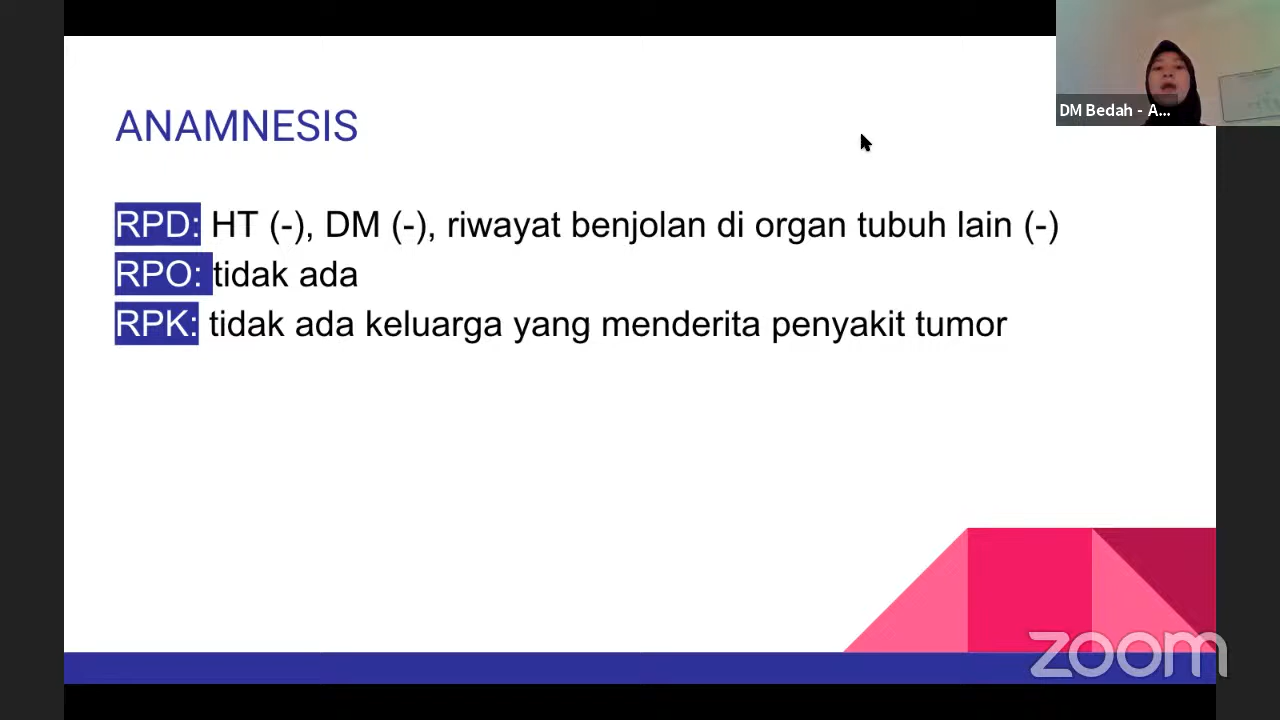 DM Bedah - A...
ANAMNESIS
RPD: HT (-), DM (-), riwayat benjolan di organ tubuh lain (-)
RPO: tidak ada
RPK: tidak ada keluarga yang menderita penyakit tumor
zoom